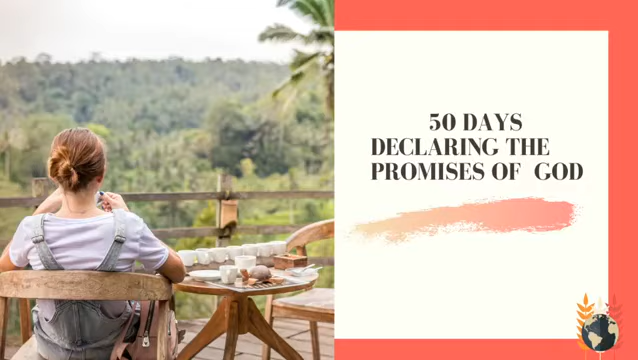 50 DAYS
DECLARING THE
PROMISES OF GOD